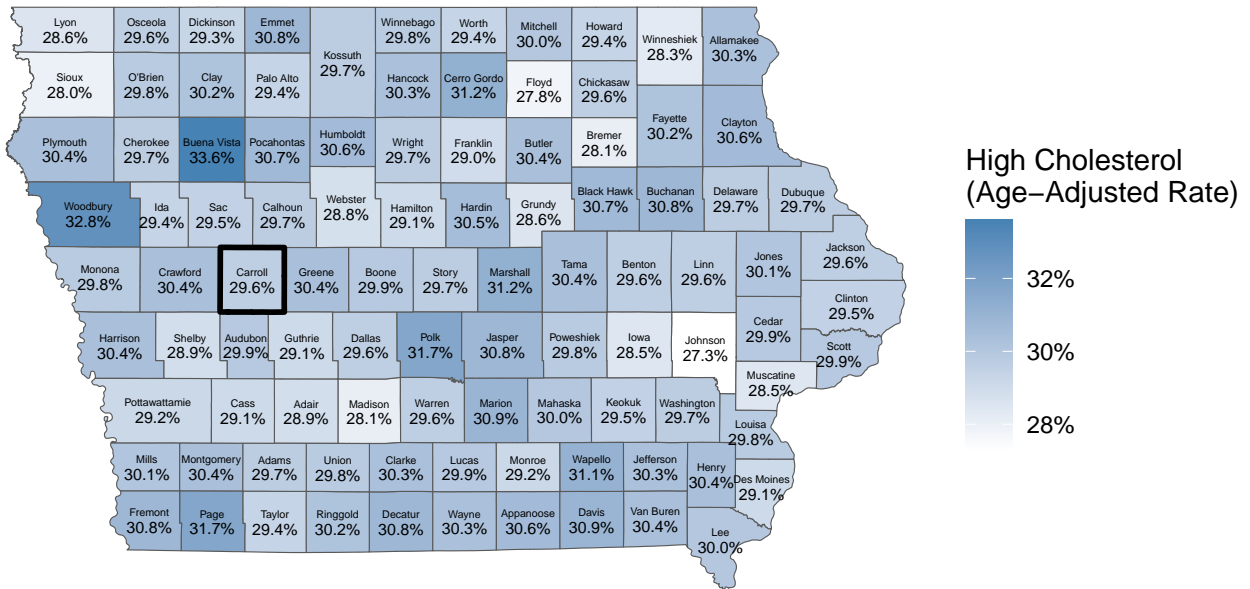 Lyon
28.6%
Osceola
29.6%
Dickinson
29.3%
Emmet
30.8%
Kossuth
29.7%
Winnebago
29.8%
Worth
29.4%
Mitchell
30.0%
Howard
29.4%
Winneshiek
28.3%
Allamakee
30.3%
Sioux
28.0%
O'Brien
29.8%
Clay
30.2%
Palo Alto
29.4%
Hancock
30.3%
Cerro Gordo
31.2%
Floyd
27.8%
Chickasaw
29.6%
Fayette
30.2%
Clayton
30.6%
Plymouth
30.4%
Cherokee
29.7%
Buena Vista
33.6%
Pocahontas
30.7%
Humboldt
30.6%
Wright
29.7%
Franklin
29.0%
Butler
30.4%
Bremer
28.1%
Woodbury
32.8%
Ida
29.4%
Sac
29.5%
Calhoun
29.7%
Webster
28.8%
Hamilton
29.1%
Hardin
30.5%
Grundy
28.6%
Black Hawk
30.7%
Buchanan
30.8%
Delaware
29.7%
Dubuque
29.7%
Monona
29.8%
Crawford
30.4%
Carroll
29.6%
Greene
30.4%
Boone
29.9%
Story
29.7%
Marshall
31.2%
Tama
30.4%
Benton
29.6%
Linn
29.6%
Jones
30.1%
Jackson
29.6%
Clinton
29.5%
Harrison
30.4%
Shelby
28.9%
Audubon
29.9%
Guthrie
29.1%
Dallas
29.6%
Polk
31.7%
Jasper
30.8%
Poweshiek
29.8%
Iowa
28.5%
Johnson
27.3%
Cedar
29.9%
Scott
29.9%
Muscatine
28.5%
Pottawattamie
29.2%
Cass
29.1%
Adair
28.9%
Madison
28.1%
Warren
29.6%
Marion
30.9%
Mahaska
30.0%
Keokuk
29.5%
Washington
29.7%
Louisa
29.8%
Mills
30.1%
Montgomery
30.4%
Adams
29.7%
Union
29.8%
Clarke
30.3%
Lucas
29.9%
Monroe
29.2%
Wapello
31.1%
Jefferson
30.3%
Henry
30.4%
Des Moines
29.1%
Fremont
30.8%
Page
31.7%
Taylor
29.4%
Ringgold
30.2%
Decatur
30.8%
Wayne
30.3%
Appanoose
30.6%
Davis
30.9%
Van Buren
30.4%
Lee
30.0%
High Cholesterol
(Age−Adjusted Rate)
32%
30%
28%